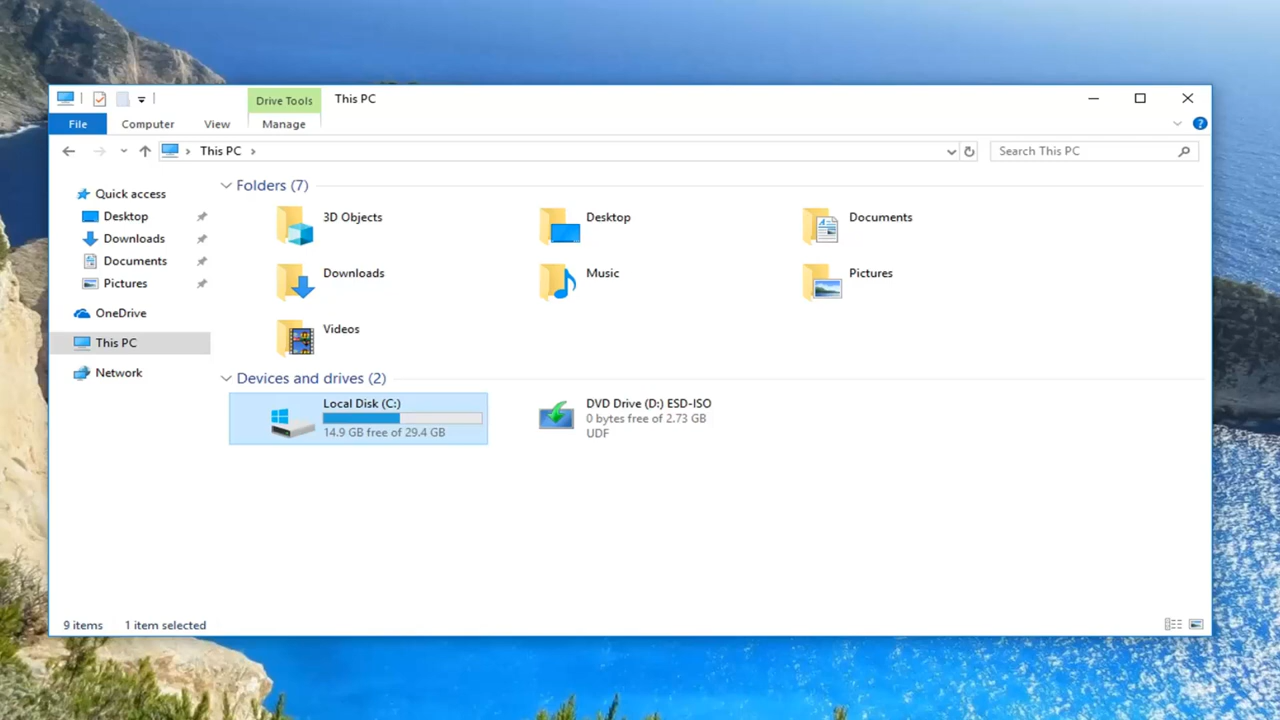 Drive Tools
This PC
File
Computer
View
Manage
This PC
Search This PC
Quick access
Desktop
Downloads
Documents
Pictures
OneDrive
This PC
Network
Folders (7)
3D Objects
Desktop
Documents
Downloads
Music
Pictures
Videos
Devices and drives (2)
Local Disk (C:)
14.9 GB free of 29.4 GB
DVD Drive (D:) ESD-ISO
0 bytes free of 2.73 GB
UDF
9 items
1 item selected